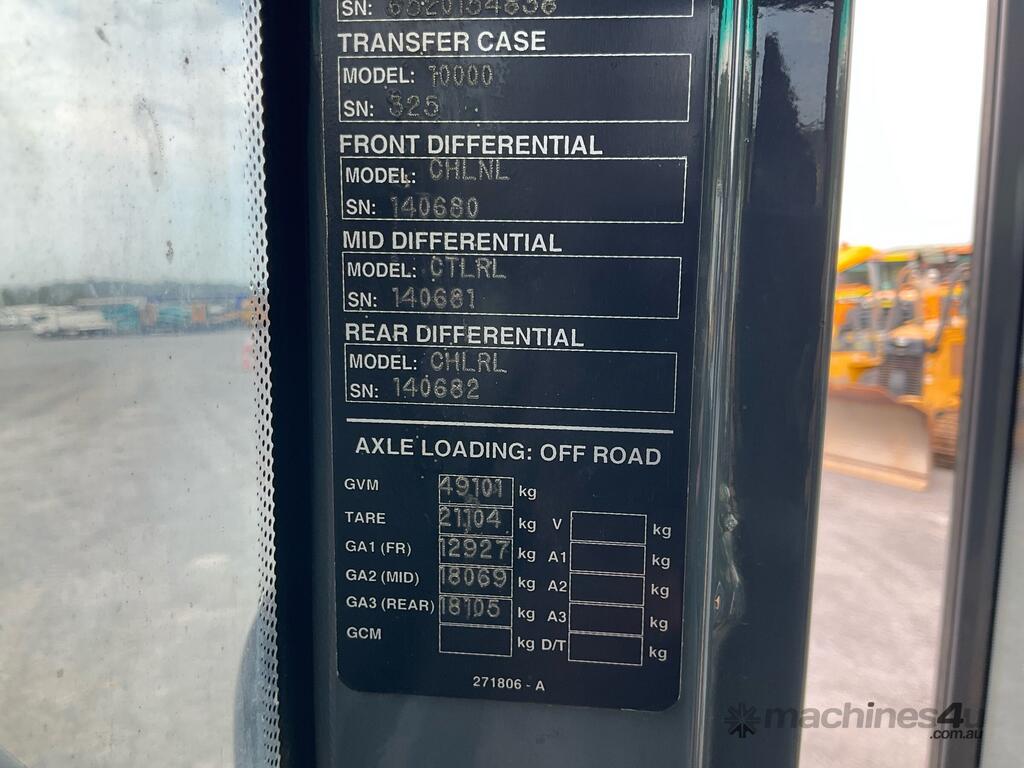 SN: 6620154838
TRANSFER CASE
MODEL: 10000
SN: 325
FRONT DIFFERENTIAL
MODEL: CHLNL
SN: 140680
MID DIFFERENTIAL
MODEL: CTLRL
SN: 140681
REAR DIFFERENTIAL
MODEL: CHLRL
SN: 140682
AXLE LOADING: OFF ROAD
GVM 49101 kg
TARE 21104 kg V kg
GA1 (FR) 12927 kg A1 kg
GA2 (MID) 18069 kg A2 kg
GA3 (REAR) 18105 kg A3 kg
GCM kg D/T kg
271806 - A
machines4u
.com.au